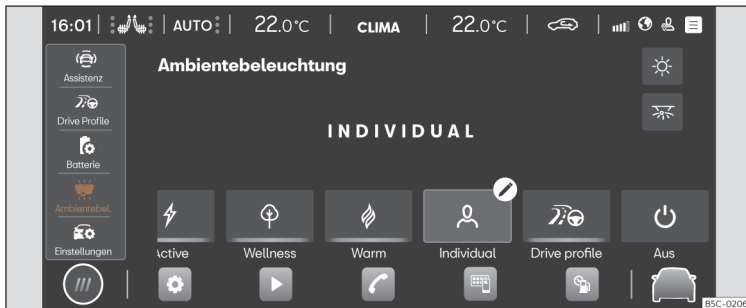 16:01 AUTO 22.0°C CLIMA 22.0°C
Assistenz
Ambientebeleuchtung
Drive Profile
INDIVIDUAL
Batterie
Ambientebel.
Einstellungen
Active Wellness Warm Individual Drive profile Aus
B5C-0206